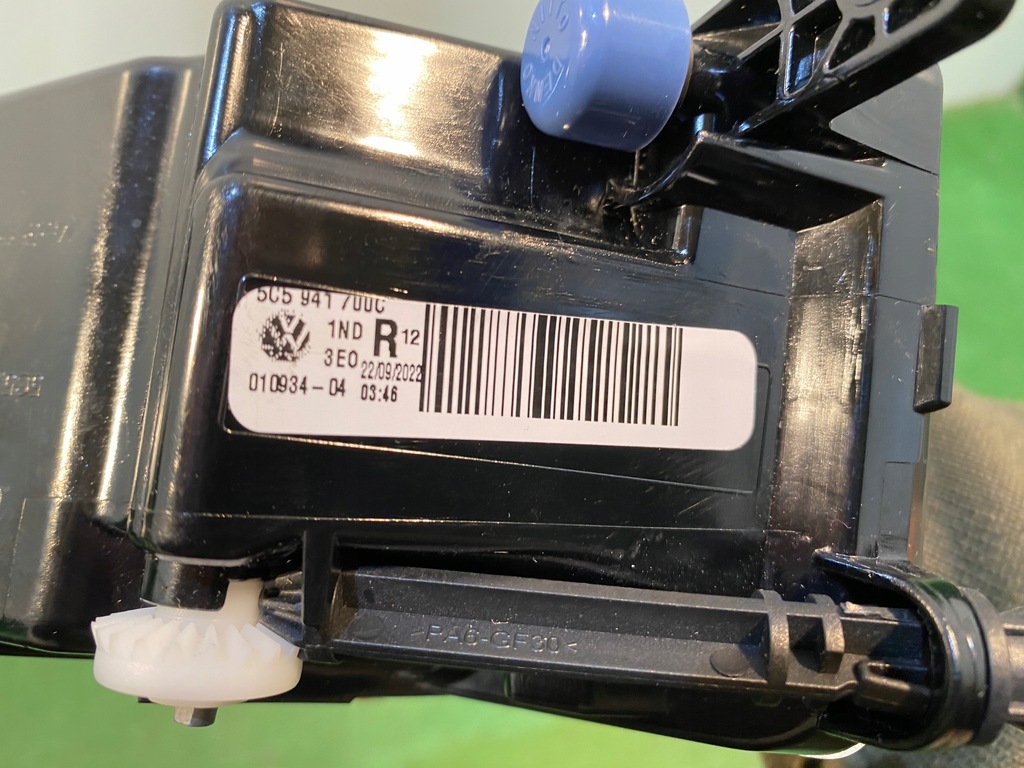 5C5 941 700C
1ND R 12
3E0 22/09/2022
010934-04 03:46
>PA6-GF30<